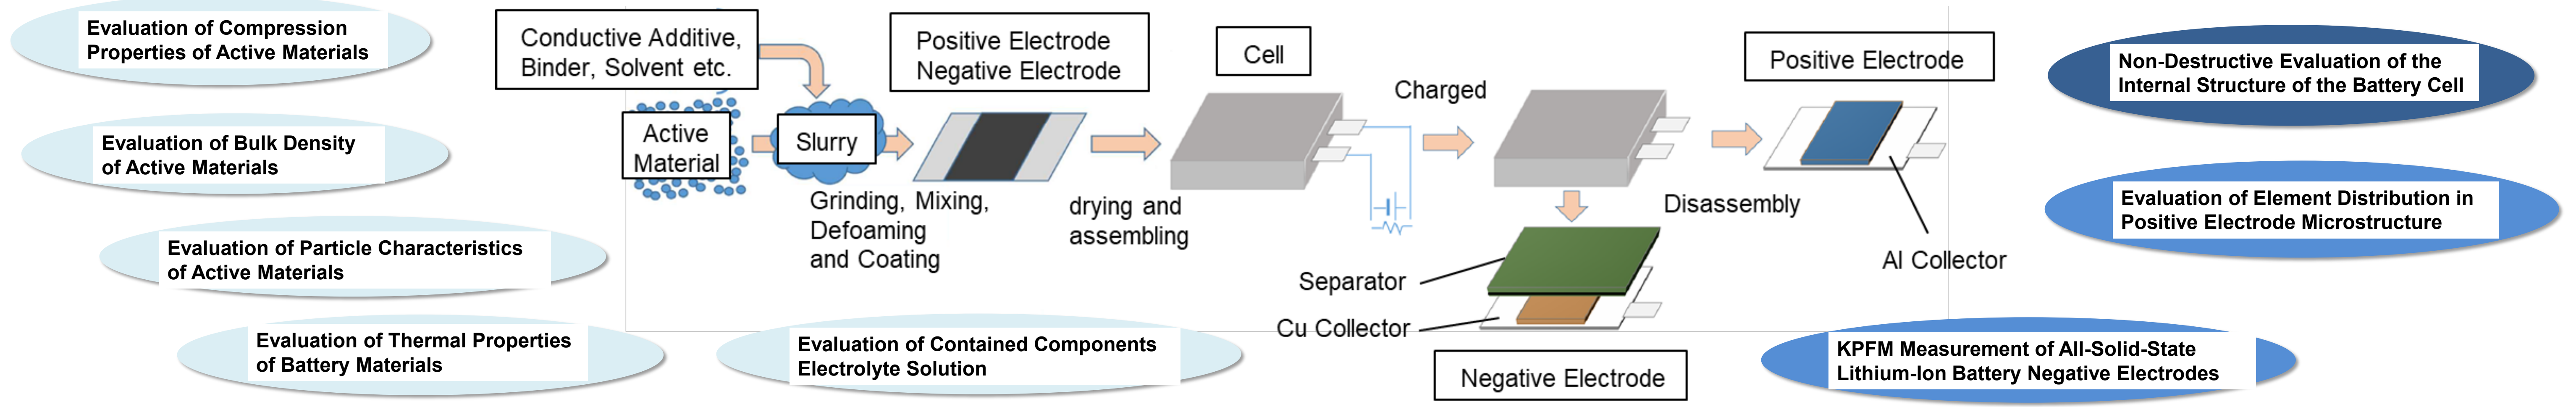 Evaluation of Compression
Properties of Active Materials
Evaluation of Bulk Density
of Active Materials
Evaluation of Particle Characteristics
of Active Materials
Evaluation of Thermal Properties
of Battery Materials
Conductive Additive,
Binder, Solvent etc.
Active
Material
Slurry
Grinding, Mixing,
Defoaming
and Coating
Positive Electrode
Negative Electrode
drying and
assembling
Cell
Charged
Disassembly
Separator
Cu Collector
Negative Electrode
Positive Electrode
Al Collector
Evaluation of Contained Components
Electrolyte Solution
Non-Destructive Evaluation of the
Internal Structure of the Battery Cell
Evaluation of Element Distribution in
Positive Electrode Microstructure
KPFM Measurement of All-Solid-State
Lithium-Ion Battery Negative Electrodes